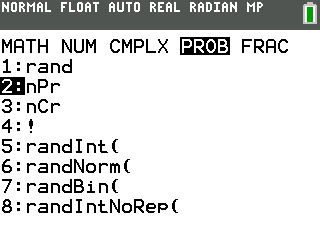 NORMAL FLOAT AUTO REAL RADIAN MP
MATH NUM CMPLX PROB FRAC
1:rand
2:nPr
3:nCr
4:!
5:randInt(
6:randNorm(
7:randBin(
8:randIntNoRep(